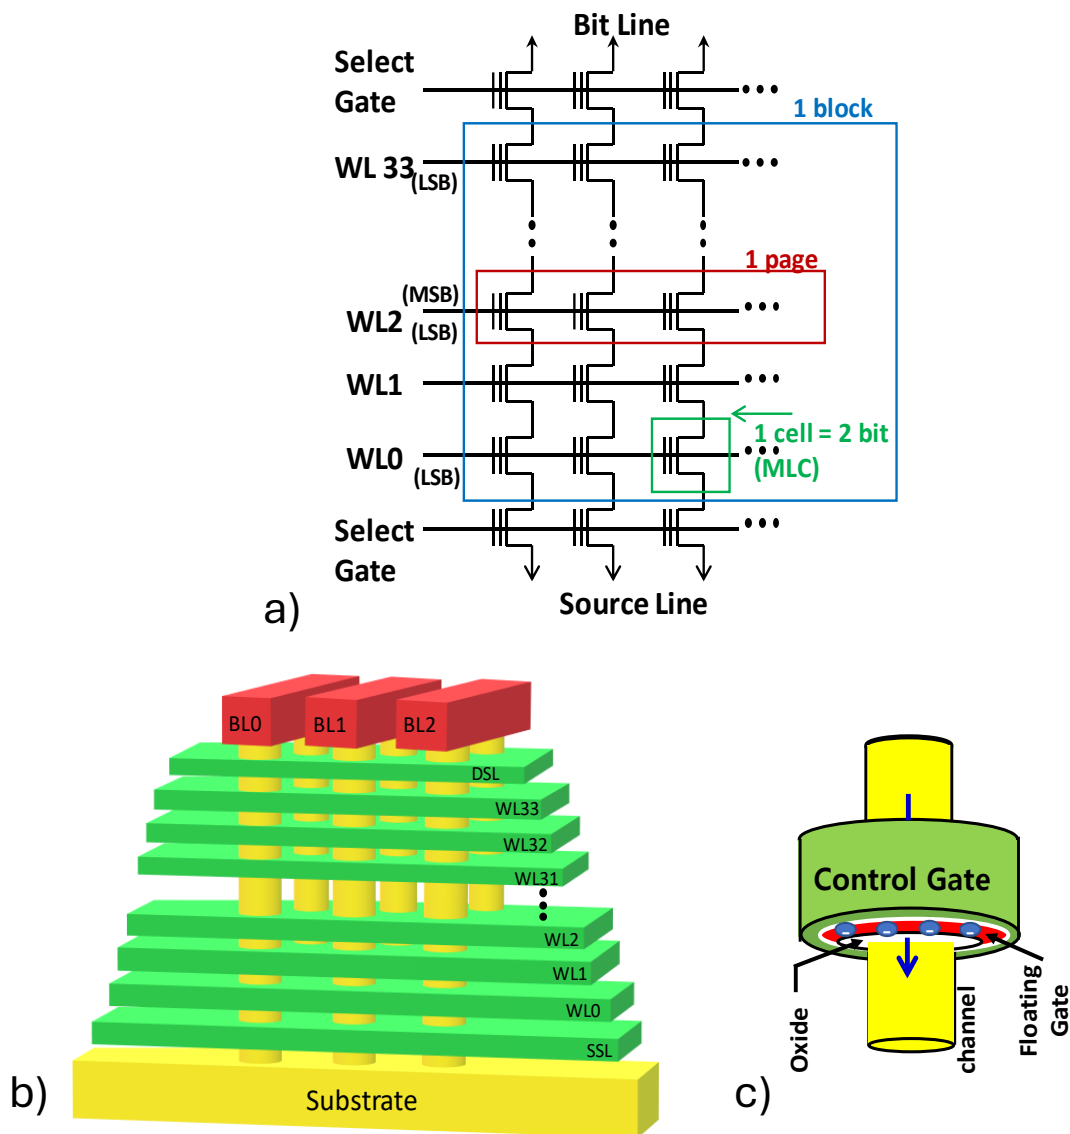 Bit Line
Select
Gate
1 block
WL 33
(LSB)
1 page
(MSB)
WL2
(LSB)
WL1
1 cell = 2 bit
(MLC)
WL0
(LSB)
Select
Gate
Source Line
a)
BL0
BL1
BL2
DSL
WL33
WL32
WL31
WL2
WL1
WL0
SSL
Substrate
b)
Control Gate
Oxide
channel
Floating
Gate
c)